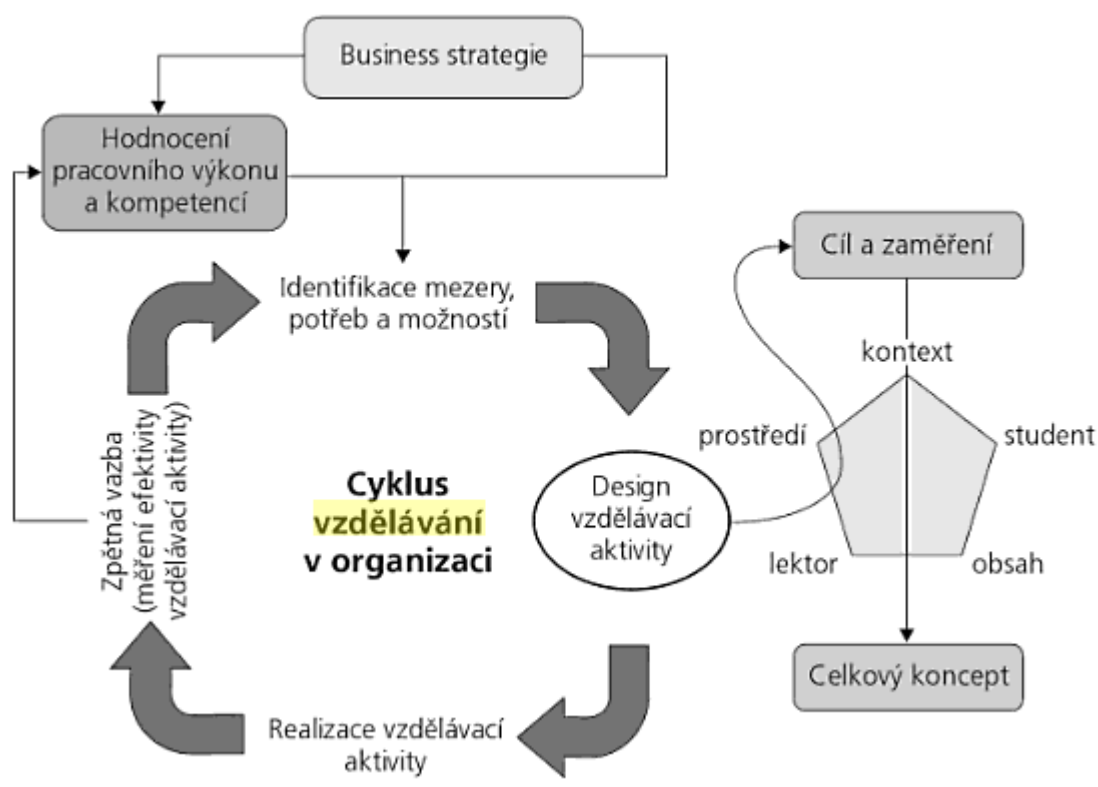 Business strategie
Hodnocení
pracovního výkonu
a kompetencí
Cíl a zaměření
Identifikace mezery,
potřeb a možností
kontext
prostředí
student
Zpětná vazba
(měření efektivity
vzdělávací aktivity)
Cyklus
vzdělávání
v organizaci
Design
vzdělávací
aktivity
lektor
obsah
Celkový koncept
Realizace vzdělávací
aktivity